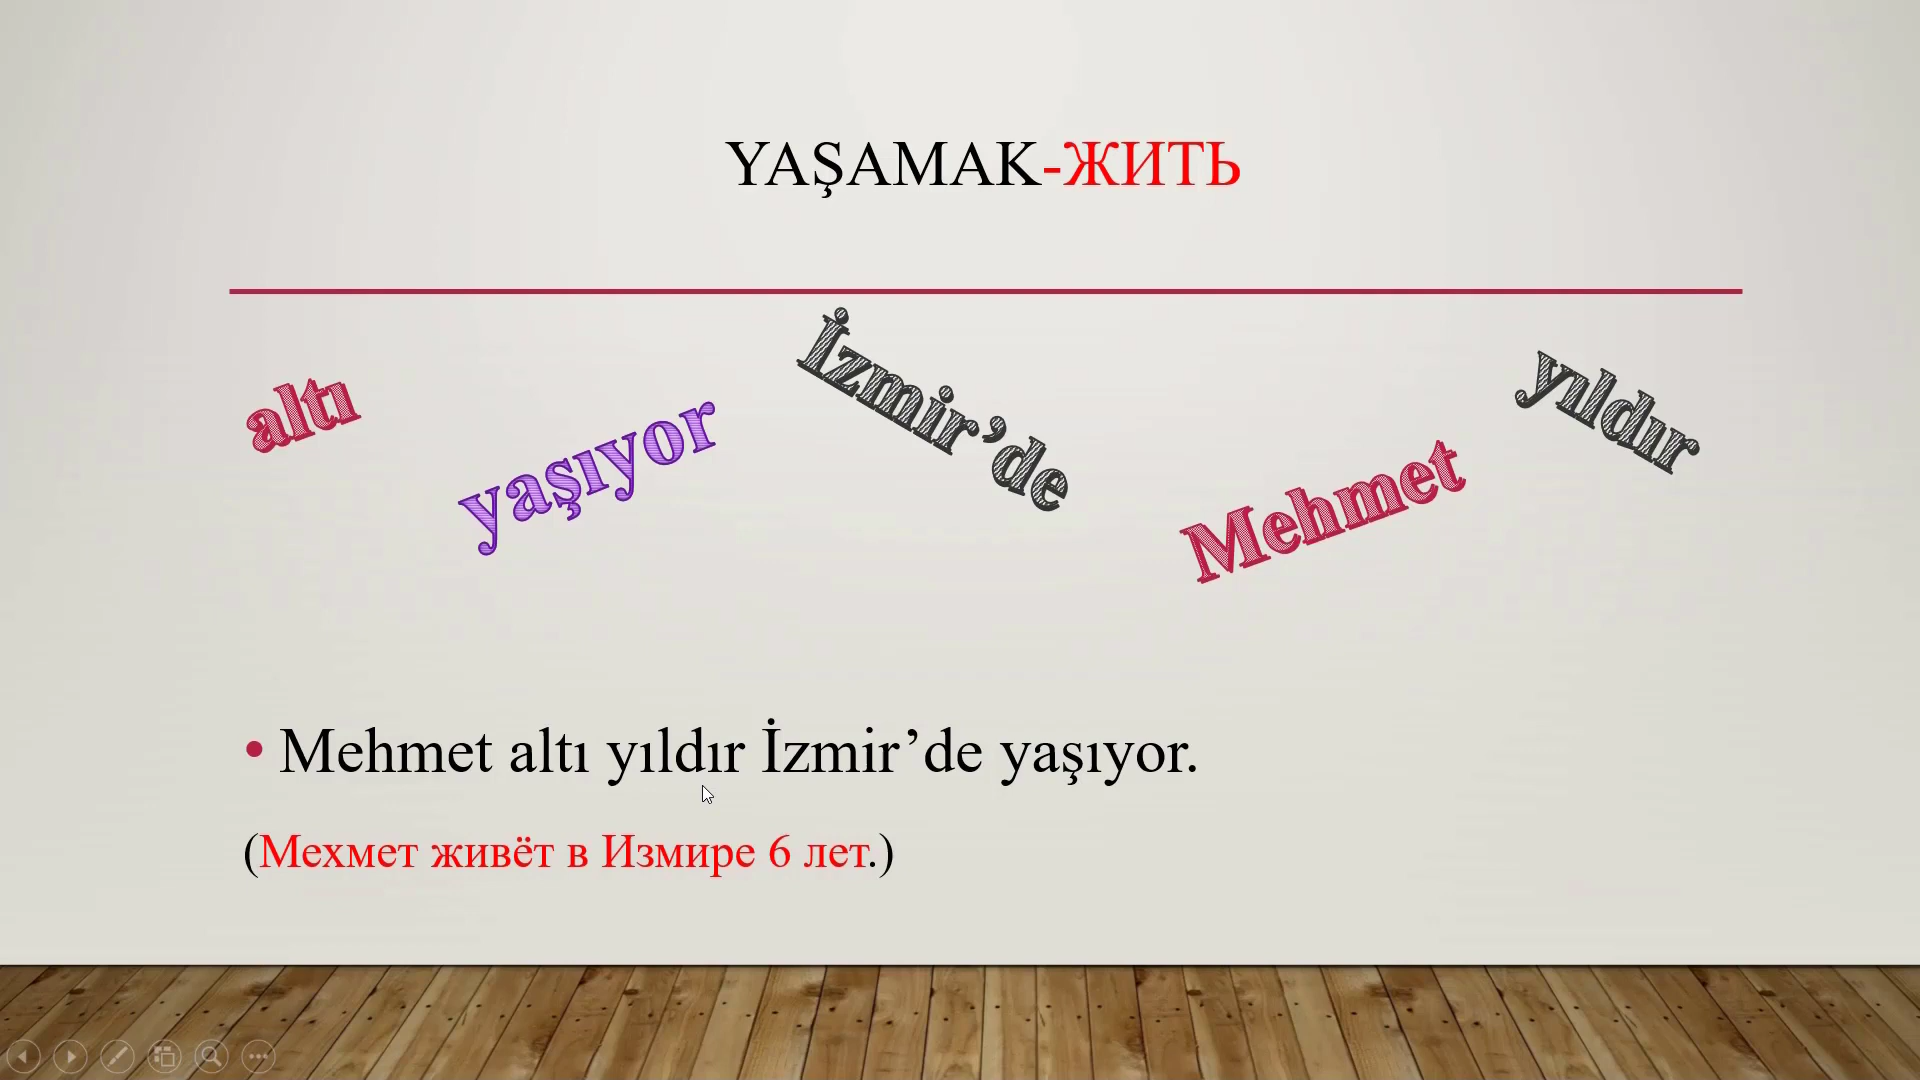 YAŞAMAK-ЖИТЬ
altı
yaşıyor
İzmir’de
Mehmet
yıldır
• Mehmet altı yıldır İzmir’de yaşıyor.
(Мехмет живёт в Измире 6 лет.)